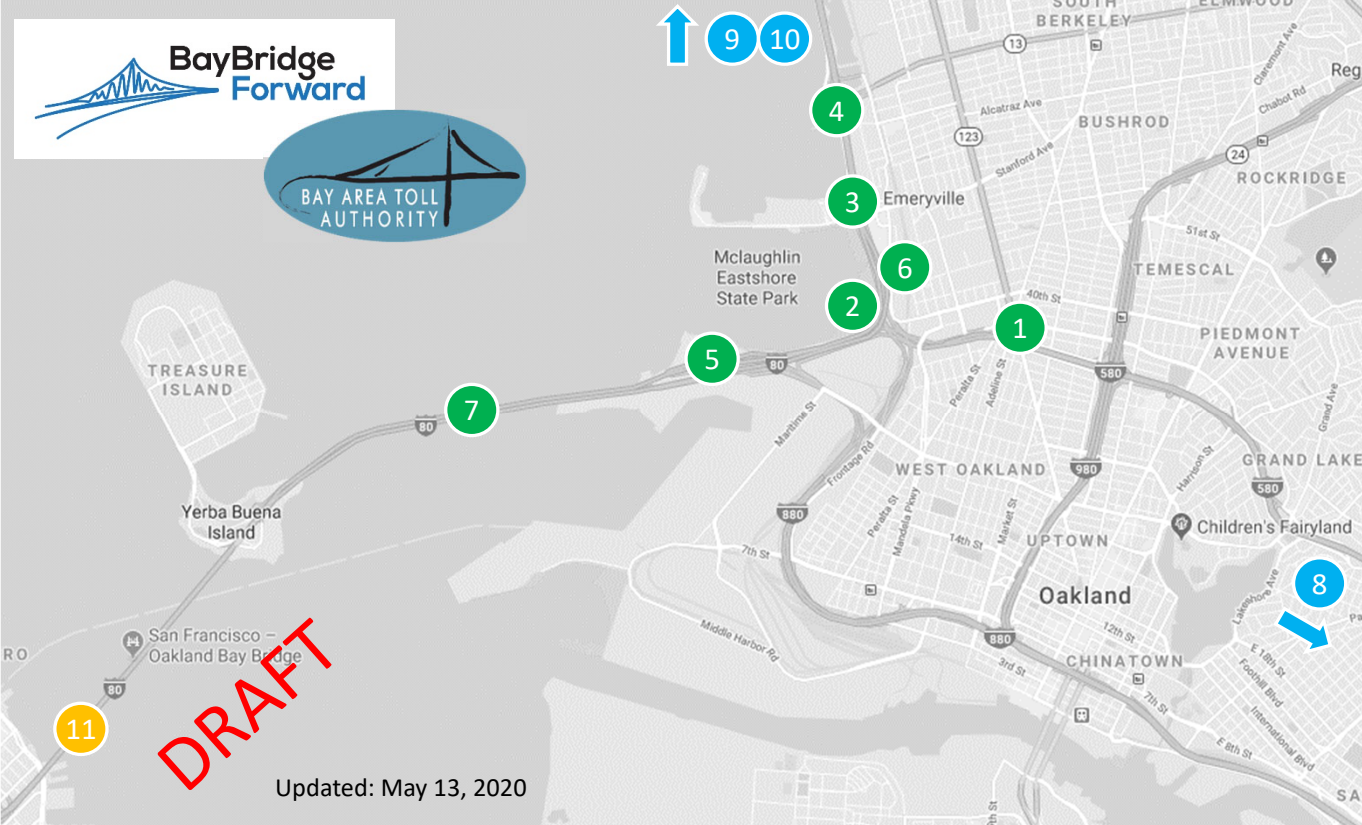 BayBridge
Forward
BAY AREA TOLL
AUTHORITY
9 10
SOUTH
BERKELEY
ELMWOOD
13
Claremont Ave
Reg
Chabot Rd
4
Alcatraz Ave
123
BUSHROD
Stanford Ave
24
ROCKRIDGE
3
Emeryville
51st St
Mclaughlin
Eastshore
State Park
6
TEMESCAL
2
40th St
1
PIEDMONT
AVENUE
5
80
580
TREASURE
ISLAND
Peralta St
Adeline St
Grand Ave
7
80
Maritime St
Frontage Rd
WEST OAKLAND
980
Harrison St
GRAND LAKE
580
Yerba Buena
Island
880
Peralta St
Mandela Pkwy
Market St
Children's Fairyland
14th St
UPTOWN
7th St
8
Oakland
Lakeshore Ave
Pa
San Francisco –
Oakland Bay Bridge
RO
DRAFT
Middle Harbor Rd
880
12th St
E 18th St
3rd St
CHINATOWN
Foothill Blvd
80
7th St
International Blvd
11
E 8th St
Updated: May 13, 2020
SA
th St